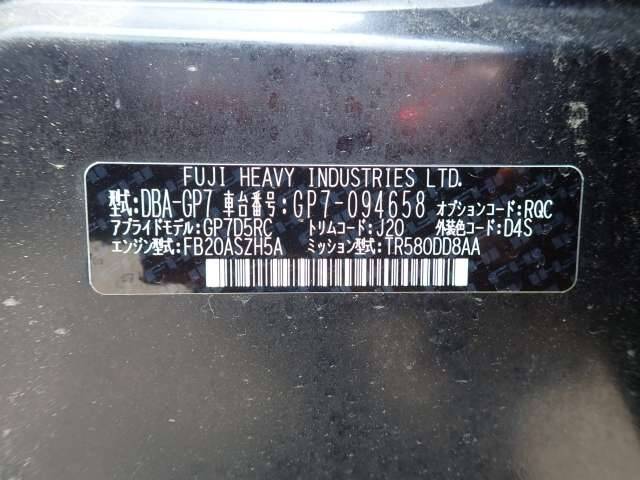 FUJI HEAVY INDUSTRIES LTD.
型式:DBA-GP7 車台番号:GP7-094658 オプションコード:RQC
アプライドモデル:GP7D5RC トリムコード:J20 外装色コード:D4S
エンジン型式:FB20ASZH5A ミッション型式:TR580DD8AA